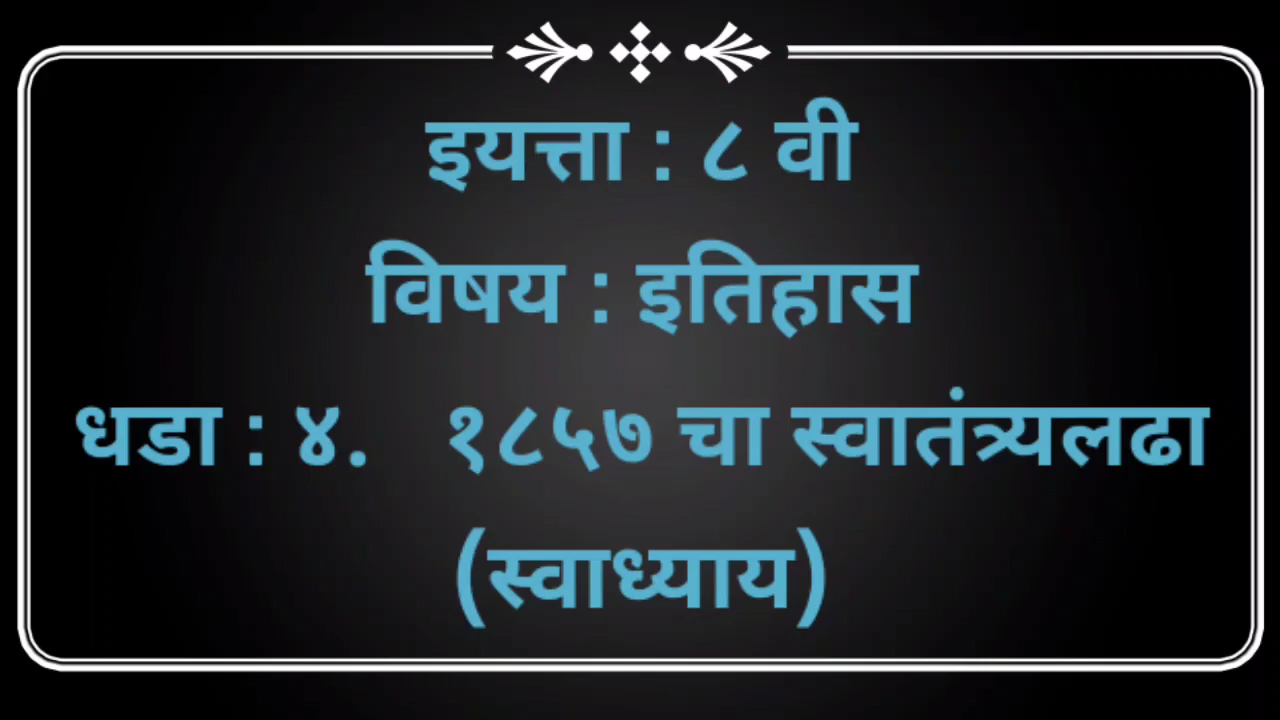 इयत्ता : ८ वी
विषय : इतिहास
धडा : ४. १८५७ चा स्वातंत्र्यलढा
(स्वाध्याय)